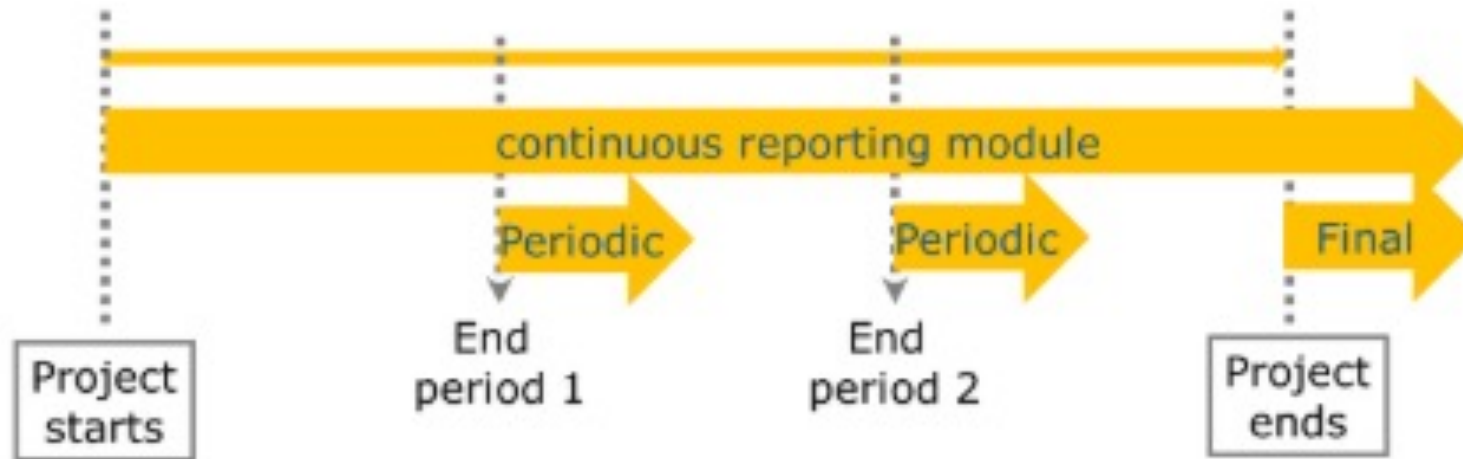 continuous reporting module
Periodic
Periodic
Final
Project
starts
End
period 1
End
period 2
Project
ends